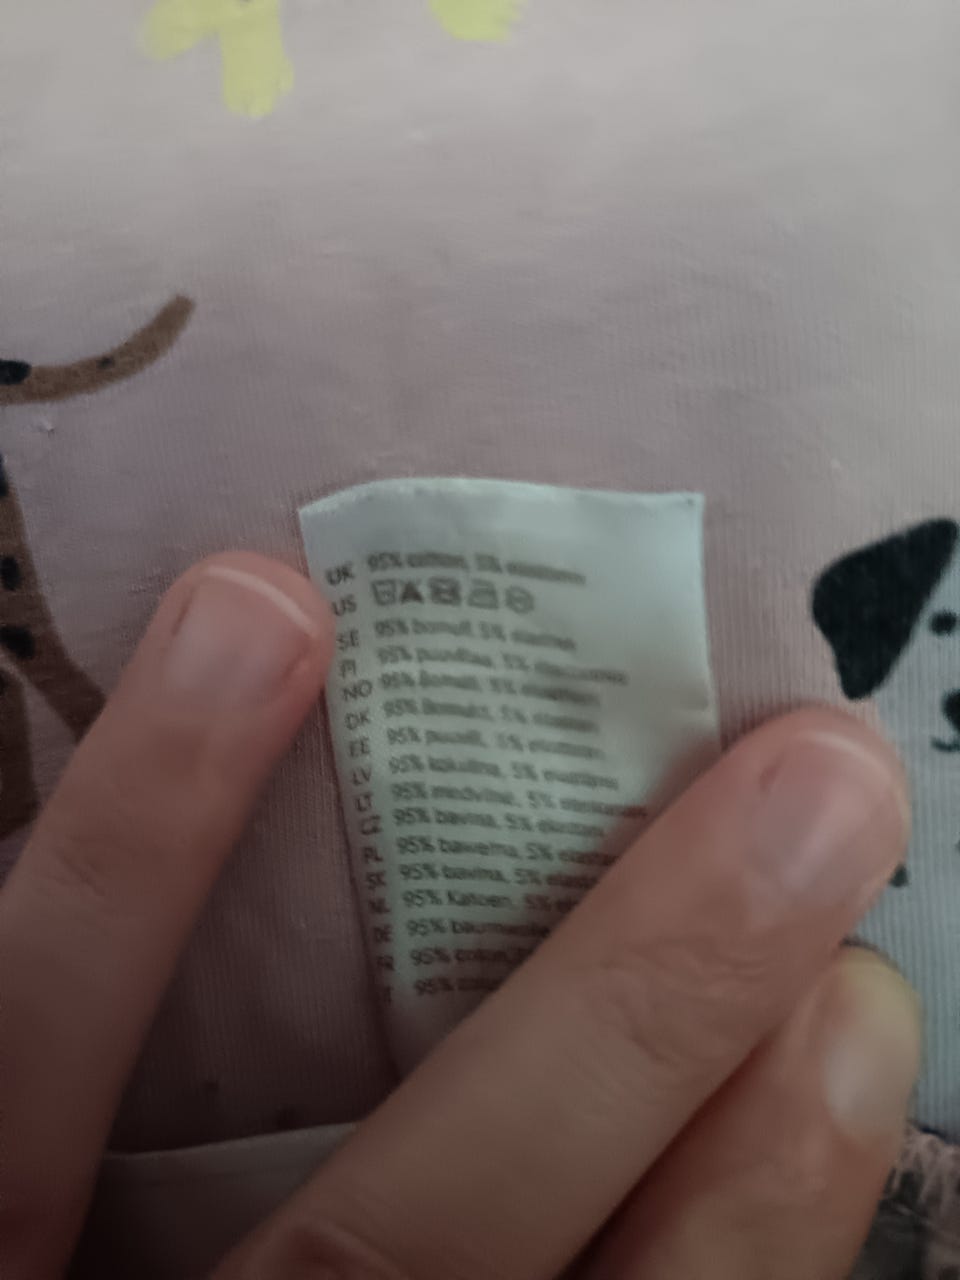 UK 95% cotton, 5% elastane
US
SE 95% bomull, 5% elastan
FI 95% puuvillaa, 5% elastaania
NO 95% Bomull, 5% elastan
DK 95% Bomuld, 5% elastan
EE 95% puuvill, 5% elastaan
LV 95% kokvilna, 5% elastāns
LT 95% medvilnė, 5% elastanas
CZ 95% bavlna, 5% elastan
PL 95% bawełna, 5%
SK 95% bavlna, 5%
NL 95% Katoen, 5%
DE 95% baumwolle
FR 95% coton,
95%